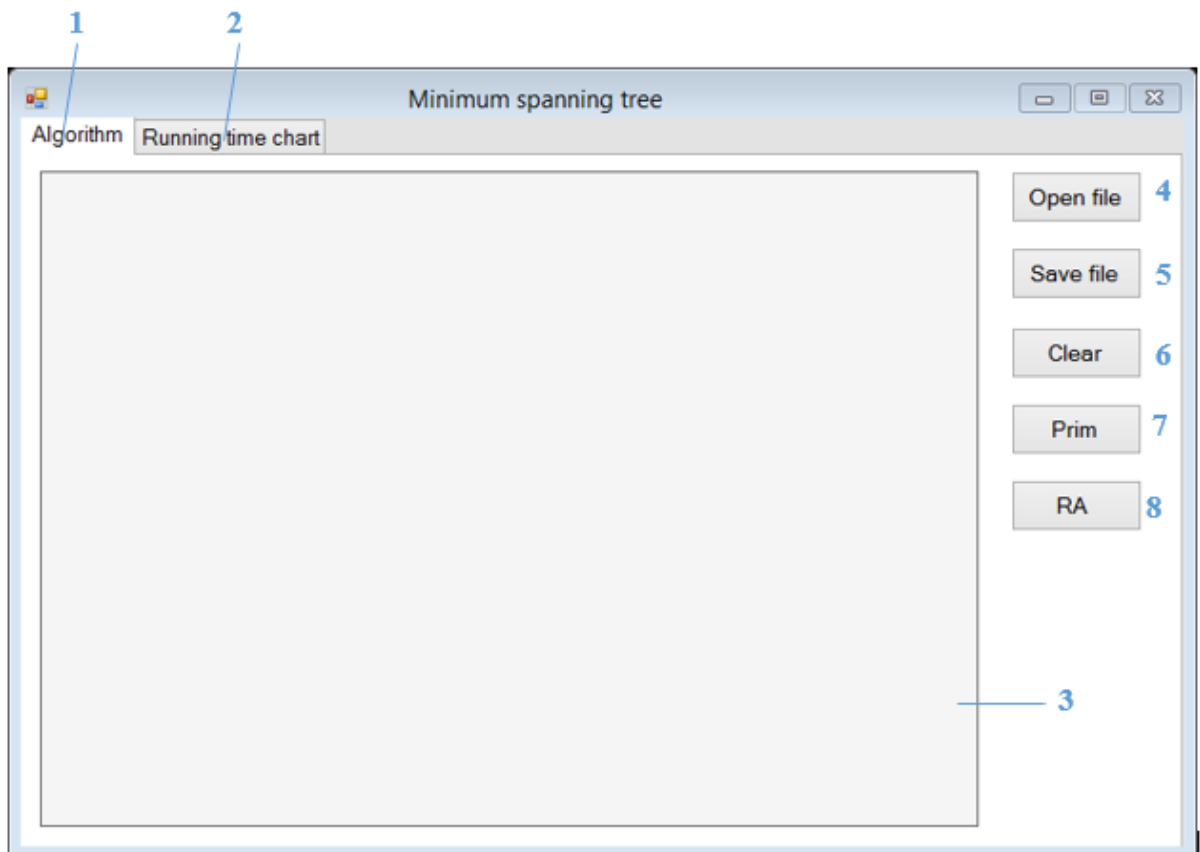 1 2
Minimum spanning tree
Algorithm Running time chart
Open file 4
Save file 5
Clear 6
Prim 7
RA 8
3